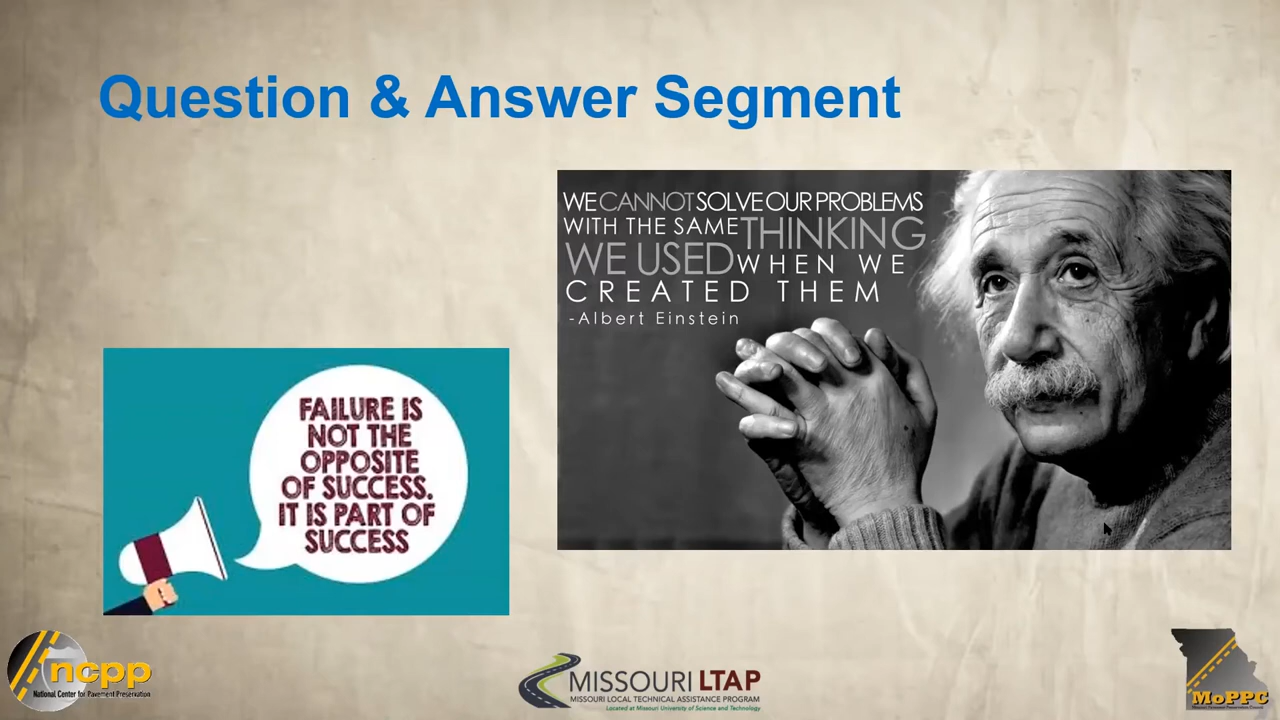 Question & Answer Segment
WE CANNOT SOLVE OUR PROBLEMS
WITH THE SAME THINKING
WE USED WHEN WE
CREATED THEM
-Albert Einstein
FAILURE IS
NOT THE
OPPOSITE
OF SUCCESS.
IT IS PART OF
SUCCESS
ncpp
National Center for Pavement Preservation
MISSOURI LTAP
MISSOURI LOCAL TECHNICAL ASSISTANCE PROGRAM
Located at Missouri University of Science and Technology
MoPPC